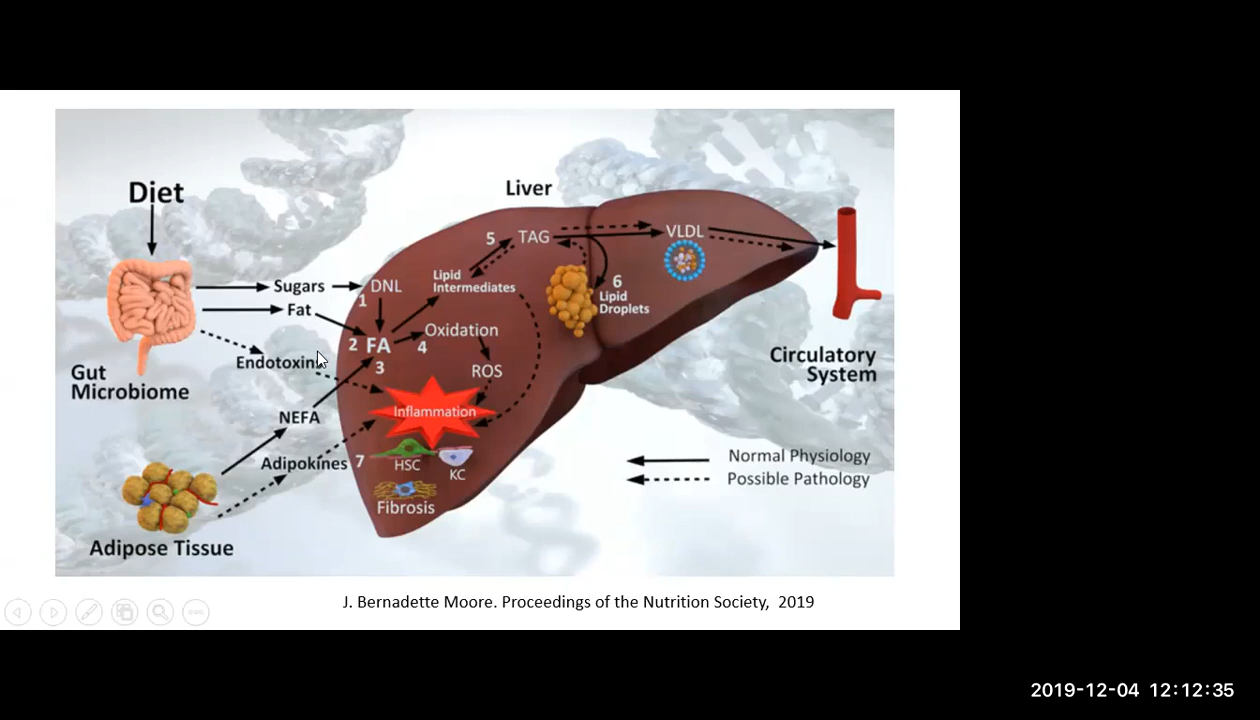 Diet
Liver
Sugars
Fat
Endotoxin
Gut
Microbiome
NEFA
Adipokines
Adipose Tissue
DNL
1
2 FA
3
4
Oxidation
ROS
Lipid
Intermediates
5 TAG
VLDL
6
Lipid
Droplets
Inflammation
7
HSC
KC
Fibrosis
Circulatory
System
Normal Physiology
Possible Pathology
J. Bernadette Moore. Proceedings of the Nutrition Society, 2019
2019-12-04 12:12:35